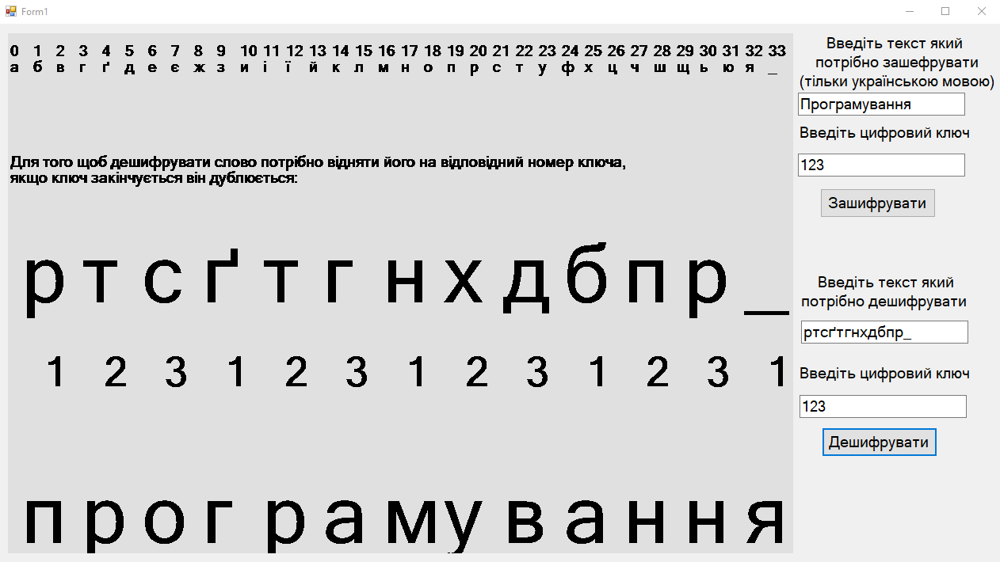 Form1
0 1 2 3 4 5 6 7 8 9 10 11 12 13 14 15 16 17 18 19 20 21 22 23 24 25 26 27 28 29 30 31 32 33
а б в г ґ д е є ж з и і ї й к л м н о п р с т у ф х ц ч ш щ ь ю я _
Для того щоб дешифрувати слово потрібно відняти його на відповідний номер ключа,
якщо ключ закінчується він дублюється:
р т с ґ т г н х д б п р _
1 2 3 1 2 3 1 2 3 1 2 3 1
п р о г р а м у в а н н я
Введіть текст який
потрібно зашефрувати
(тільки українською мовою)
Програмування
Введіть цифровий ключ
123
Зашифрувати
Введіть текст який
потрібно дешифрувати
ртсґтгнхдбпр_
Введіть цифровий ключ
123
Дешифрувати